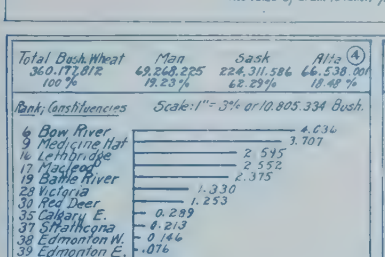 Total Bush. Wheat Man Sask Alta 4
360.177.812 69.268.225 224,311.586 66.538.001
100% 19.23% 62.29% 18.48%
Rank; Constituencies Scale: 1" = 3% or 10.805.334 Bush.
6 Bow River 4.636
9 Medicine Hat 3.707
16 Lethbridge 2.595
17 Macleod 2.552
19 Battle River 2.375
28 Victoria 1.330
30 Red Deer 1.253
35 Calgary E. 0.289
37 Strathcona 0.213
38 Edmonton W. 0.146
39 Edmonton E. .076